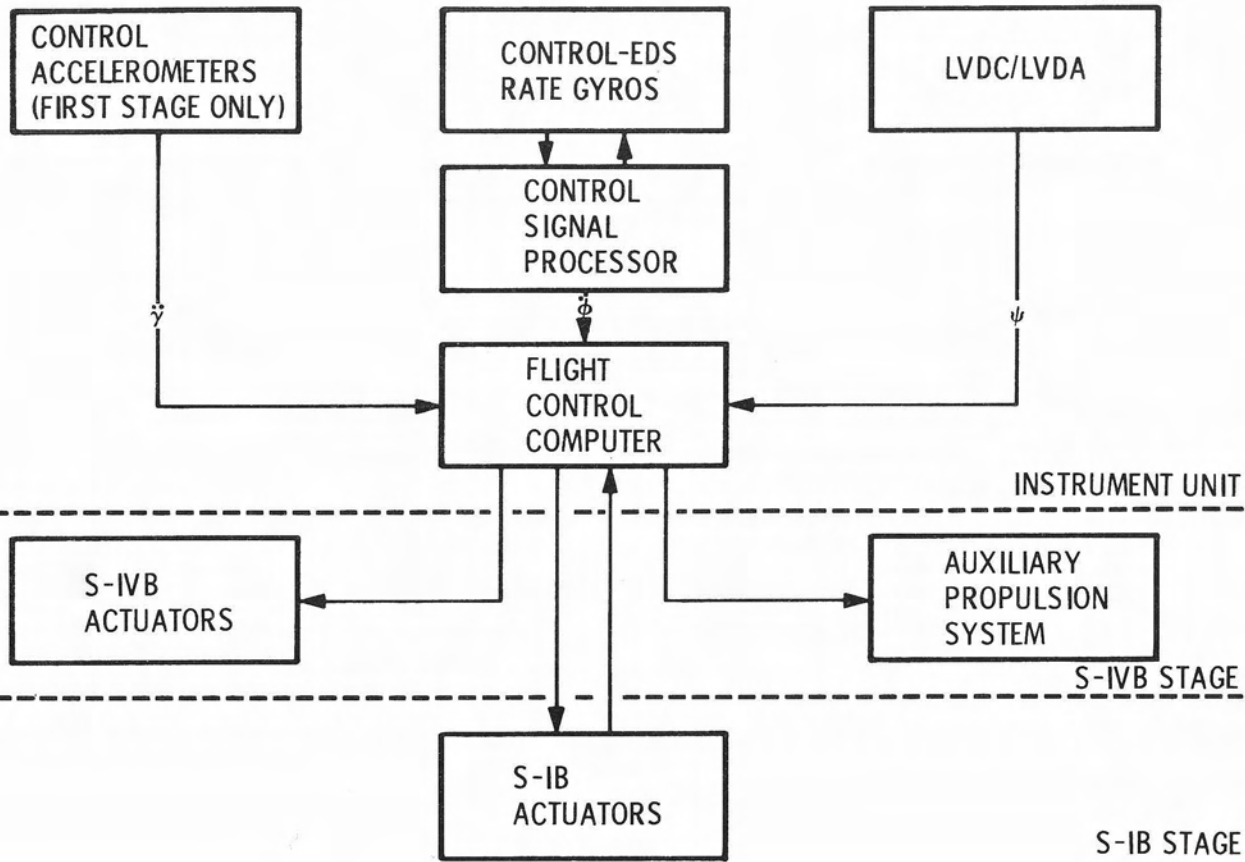 CONTROL
ACCELEROMETERS
(FIRST STAGE ONLY)
CONTROL-EDS
RATE GYROS
LVDC/LVDA
CONTROL
SIGNAL
PROCESSOR
γ̈
φ̇
ψ
FLIGHT
CONTROL
COMPUTER
INSTRUMENT UNIT
S-IVB
ACTUATORS
AUXILIARY
PROPULSION
SYSTEM
S-IVB STAGE
S-IB
ACTUATORS
S-IB STAGE